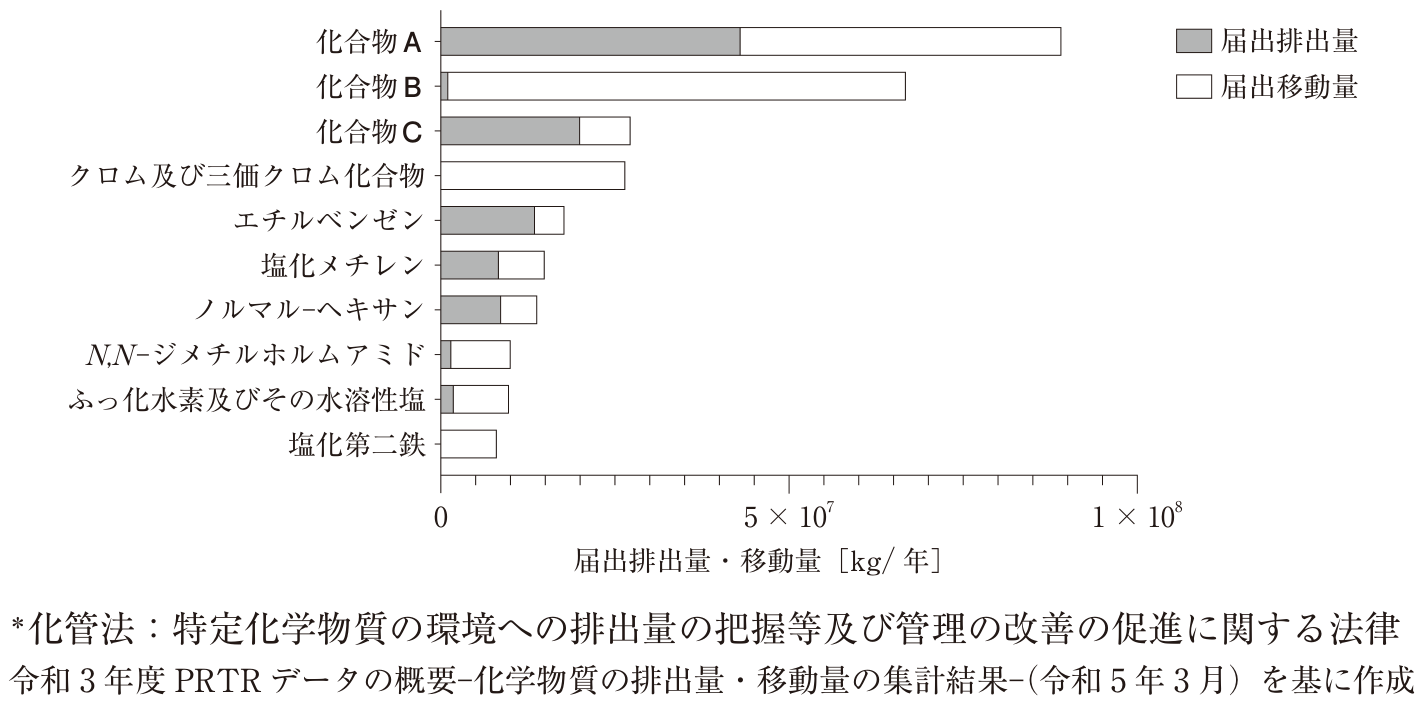 化合物A
化合物B
化合物C
クロム及び三価クロム化合物
エチルベンゼン
塩化メチレン
ノルマル−ヘキサン
N,N−ジメチルホルムアミド
ふっ化水素及びその水溶性塩
塩化第二鉄
届出排出量
届出移動量
0 5 × 10⁷ 1 × 10⁸
届出排出量・移動量［kg/ 年］
*化管法：特定化学物質の環境への排出量の把握等及び管理の改善の促進に関する法律
令和3年度 PRTR データの概要−化学物質の排出量・移動量の集計結果−（令和5年3月）を基に作成